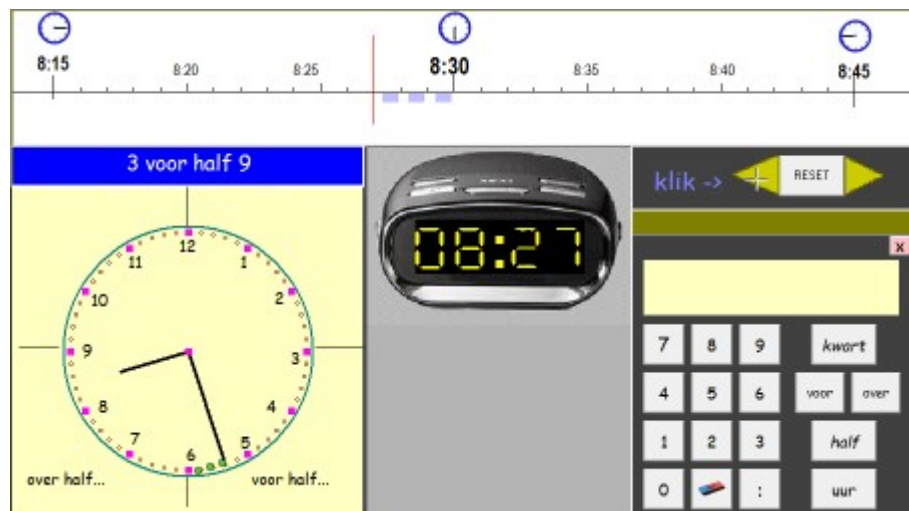 8:15
8:20
8:25
8:30
8:35
8:40
8:45
3 voor half 9
12
1
2
3
4
5
6
7
8
9
10
11
over half...
voor half...
08:27
klik ->
RESET
x
7 8 9 kwart
4 5 6 voor over
1 2 3 half
0 : uur